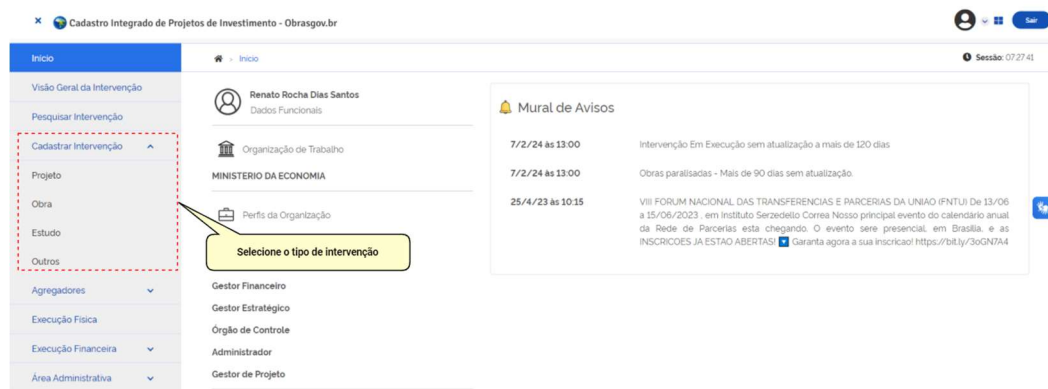 × Cadastro Integrado de Projetos de Investimento - Obrasgov.br
Sair
Início
Início
Sessão: 07:27:41
Visão Geral da Intervenção
Pesquisar Intervenção
Cadastrar Intervenção
Projeto
Obra
Estudo
Outros
Agregadores
Execução Física
Execução Financeira
Área Administrativa
Renato Rocha Dias Santos
Dados Funcionais
Organização de Trabalho
MINISTERIO DA ECONOMIA
Perfis da Organização
Selecione o tipo de intervenção
Gestor Financeiro
Gestor Estratégico
Órgão de Controle
Administrador
Gestor de Projeto
Mural de Avisos
7/2/24 às 13:00 Intervenção Em Execução sem atualização a mais de 120 dias
7/2/24 às 13:00 Obras paralisadas - Mais de 90 dias sem atualização.
25/4/23 às 10:15 VIII FORUM NACIONAL DAS TRANSFERENCIAS E PARCERIAS DA UNIAO (FNTU) De 13/06
a 15/06/2023 , em Instituto Serzedello Correa Nosso principal evento do calendário anual
da Rede de Parcerias esta chegando. O evento sere presencial, em Brasilia, e as
INSCRICOES JA ESTAO ABERTAS! Garanta agora a sua inscricao! https://bit.ly/3oGN7A4